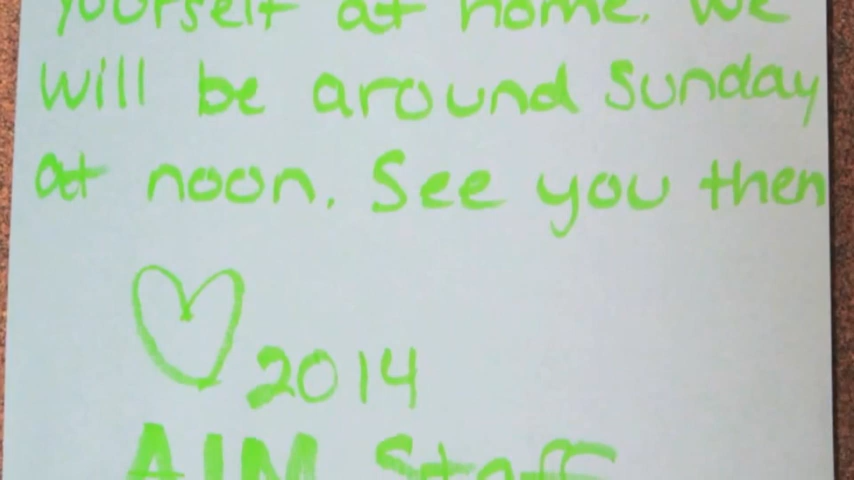 yourself at home. We
will be around Sunday
at noon. See you then
♡ 2014
AIM Staff